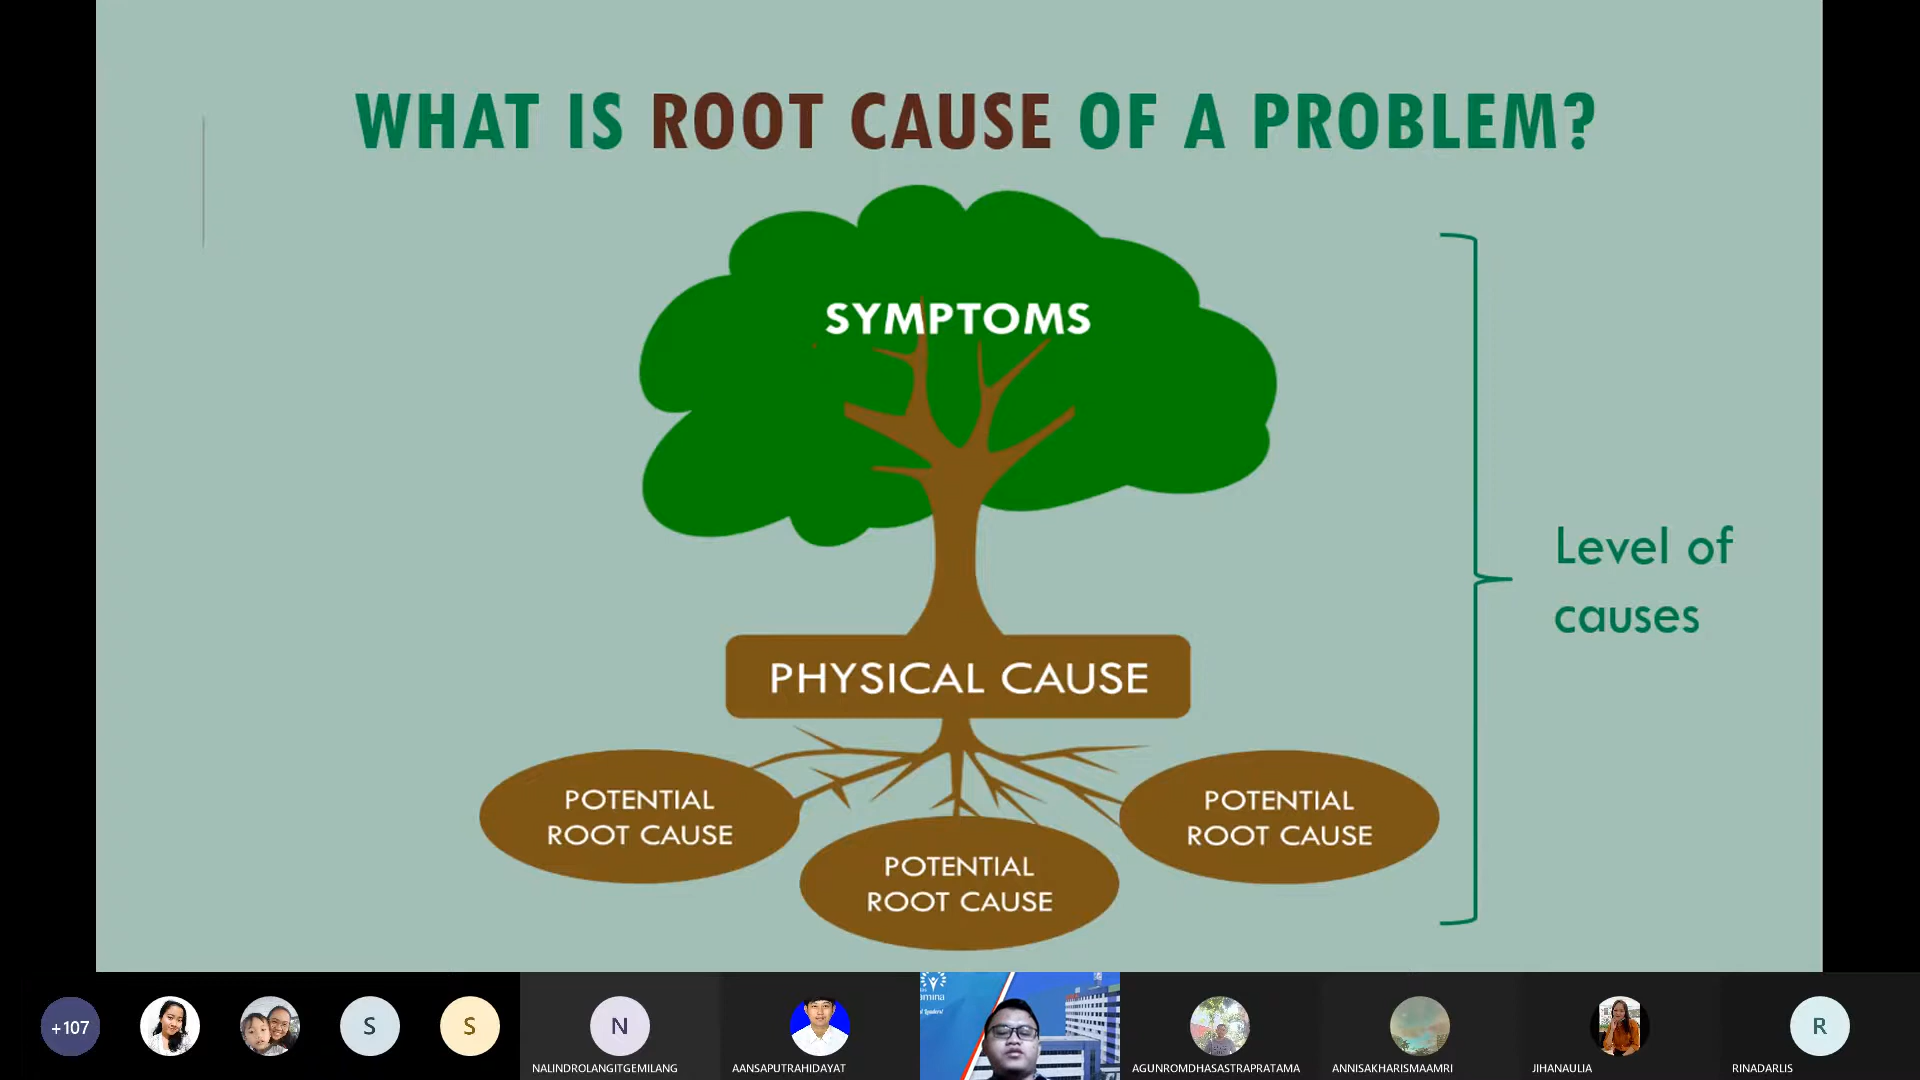 WHAT IS ROOT CAUSE OF A PROBLEM?
SYMPTOMS
Level of
causes
PHYSICAL CAUSE
POTENTIAL
ROOT CAUSE
POTENTIAL
ROOT CAUSE
POTENTIAL
ROOT CAUSE
+107
S
S
N
NALINDROLANGITGEMILANG
AANSAPUTRAHIDAYAT
AGUNROMDHASASTRAPRATAMA
ANNISAKHARISMAAMRI
JIHANAULIA
R
RINADARLIS